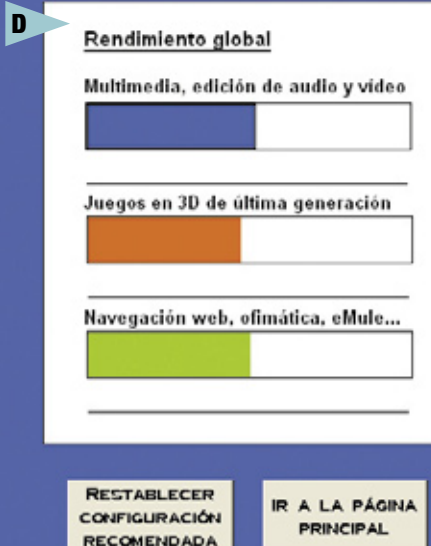 D
Rendimiento global
Multimedia, edición de audio y vídeo
Juegos en 3D de última generación
Navegación web, ofimática, eMule...
RESTABLECER
CONFIGURACIÓN
RECOMENDADA
IR A LA PÁGINA
PRINCIPAL